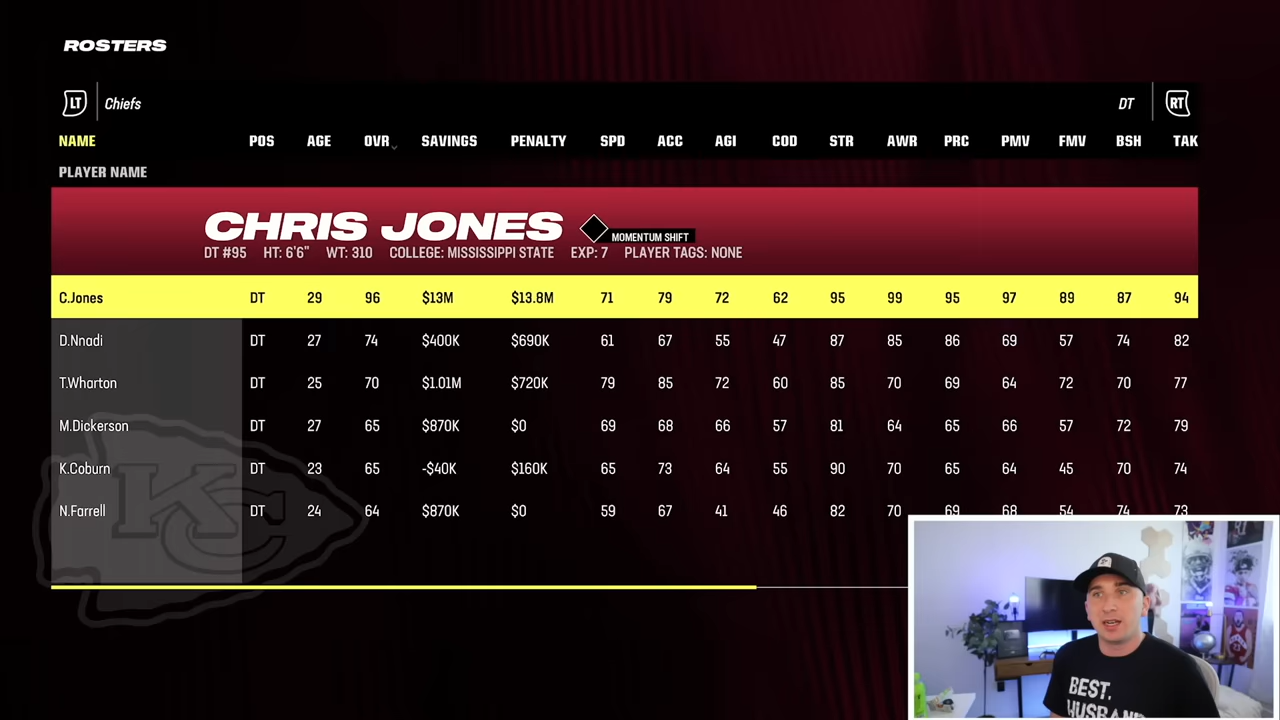 ROSTERS
LT Chiefs DT RT
NAME POS AGE OVR SAVINGS PENALTY SPD ACC AGI COD STR AWR PRC PMV FMV BSH TAK
PLAYER NAME
CHRIS JONES MOMENTUM SHIFT
DT #95 HT: 6'6" WT: 310 COLLEGE: MISSISSIPPI STATE EXP: 7 PLAYER TAGS: NONE
C.Jones DT 29 96 $13M $13.8M 71 79 72 62 95 99 95 97 89 87 94
D.Nnadi DT 27 74 $400K $690K 61 67 55 47 87 85 86 69 57 74 82
T.Wharton DT 25 70 $1.01M $720K 79 85 72 60 85 70 69 64 72 70 77
M.Dickerson DT 27 65 $870K $0 69 68 66 57 81 64 65 66 57 72 79
K.Coburn DT 23 65 -$40K $160K 65 73 64 55 90 70 65 64 45 70 74
N.Farrell DT 24 64 $870K $0 59 67 41 46 82 70 69 68 54 74 73
KC
BEST.
HUSBAND